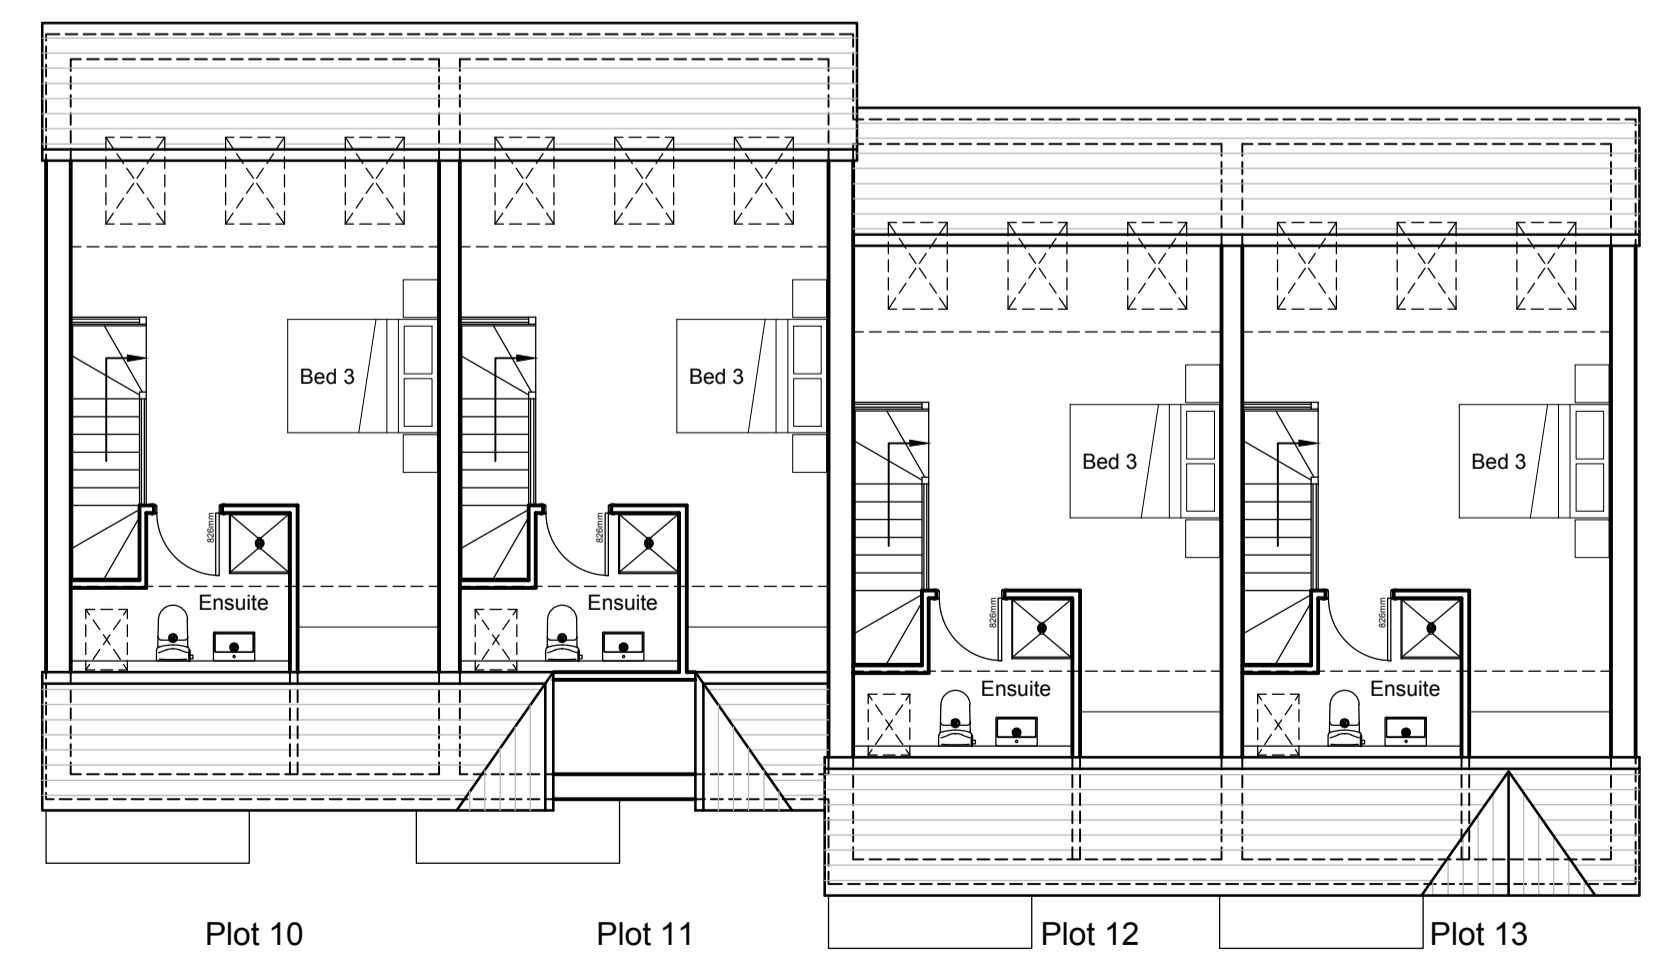 Bed 3
Bed 3
Bed 3
Bed 3
826mm
826mm
826mm
826mm
Ensuite
Ensuite
Ensuite
Ensuite
Plot 10
Plot 11
Plot 12
Plot 13